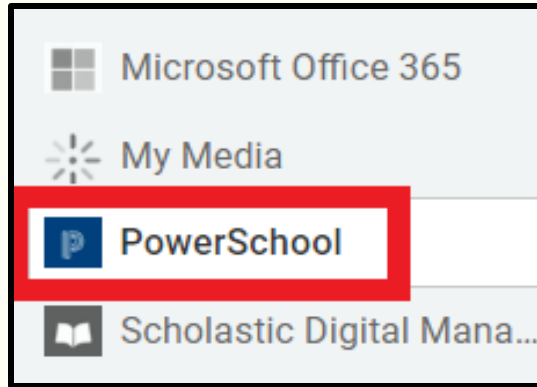 Microsoft Office 365
My Media
PowerSchool
Scholastic Digital Mana...